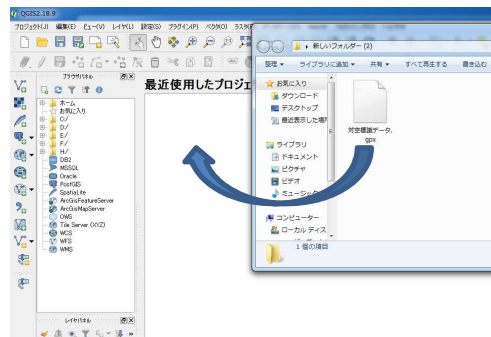 QGIS2.18.9
プロジェクト(J) 編集(E) ビュー(V) レイヤ(L) 設定(S) プラグイン(P) ベクタ(O) ラスタ(R
ブラウザパネル
最近使用したプロジェ
ホーム
お気に入り
C:/
D:/
E:/
F:/
H:/
DB2
MSSQL
Oracle
PostGIS
SpatiaLite
ArcGisFeatureServer
ArcGisMapServer
OWS
Tile Server (XYZ)
WCS
WFS
WMS
レイヤパネル
新しいフォルダー (2)
整理 ライブラリに追加 共有 すべて再生する 書き込む
お気に入り
ダウンロード
デスクトップ
最近表示した場所
ライブラリ
ドキュメント
ピクチャ
ビデオ
ミュージック
コンピューター
ローカル ディス
対空標識データ.
gpx
1 個の項目